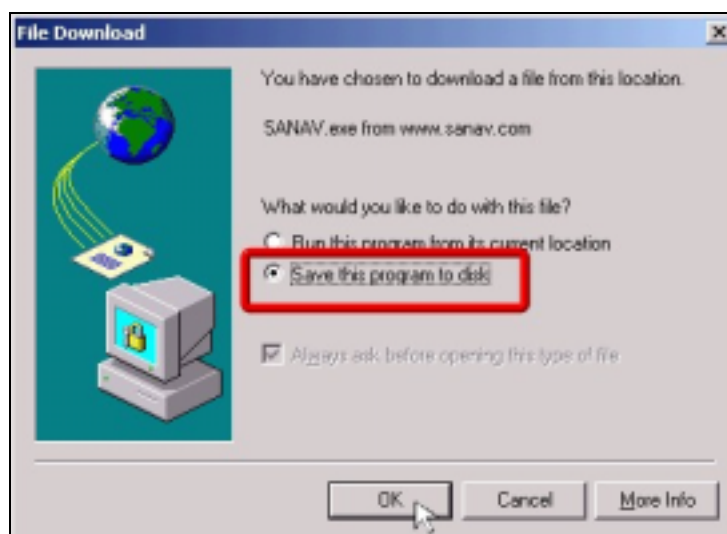 File Download
You have chosen to download a file from this location.
SANAV.exe from www.sanav.com
What would you like to do with this file?
Run this program from its current location
Save this program to disk
Always ask before opening this type of file
OK
Cancel
More Info